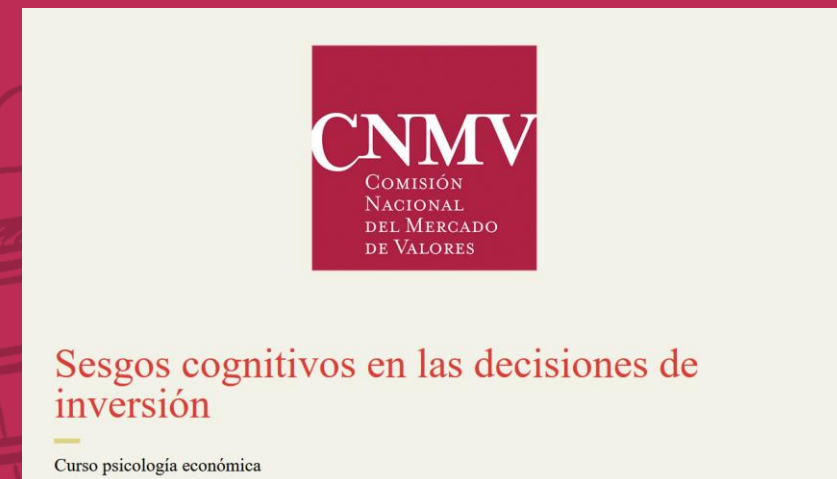 CNMV
COMISIÓN
NACIONAL
DEL MERCADO
DE VALORES
Sesgos cognitivos en las decisiones de
inversión
Curso psicología económica